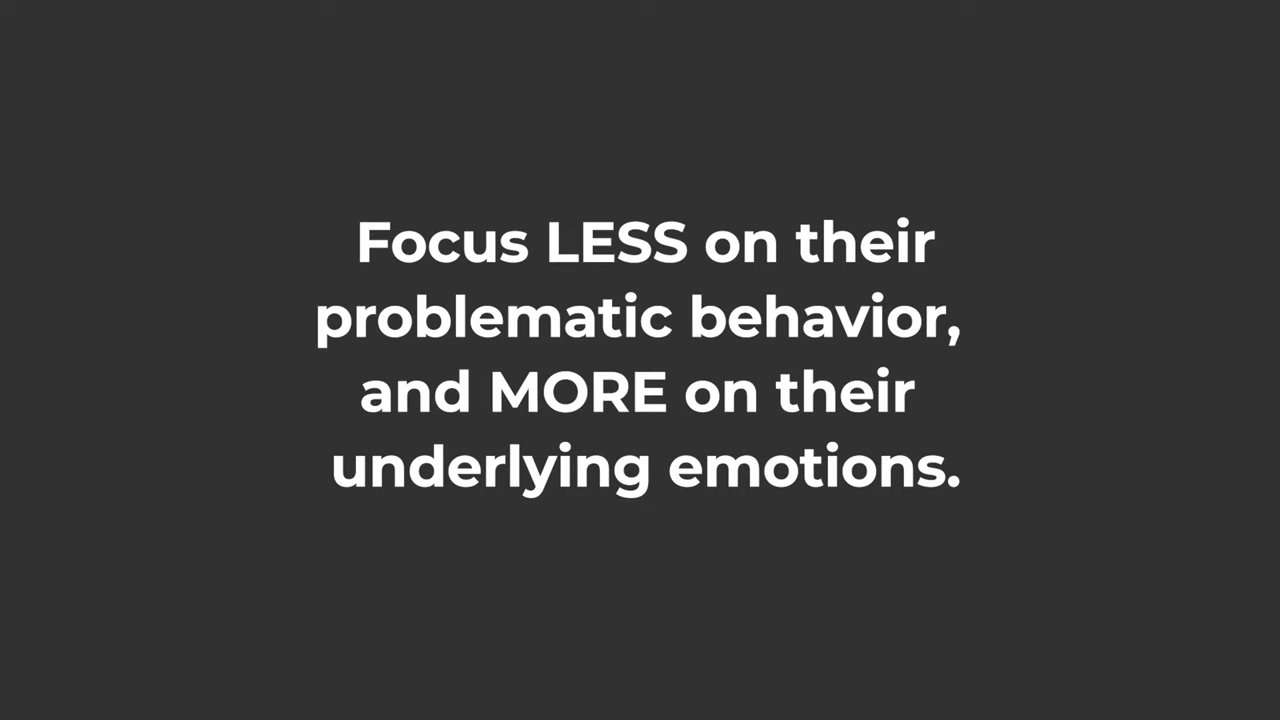 Focus LESS on their
problematic behavior,
and MORE on their
underlying emotions.